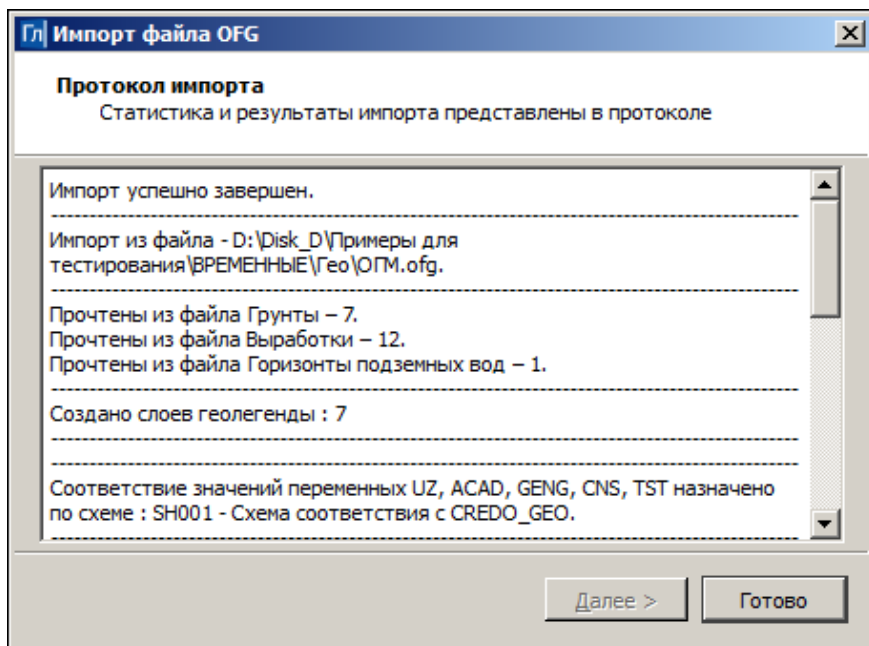 Гл Импорт файла OFG
Протокол импорта
Статистика и результаты импорта представлены в протоколе
Импорт успешно завершен.
Импорт из файла - D:\Disk_D\Примеры для
тестирования\ВРЕМЕННЫЕ\Гео\ОГМ.ofg.
Прочтены из файла Грунты – 7.
Прочтены из файла Выработки – 12.
Прочтены из файла Горизонты подземных вод – 1.
Создано слоев геолегенды : 7
Соответствие значений переменных UZ, ACAD, GENG, CNS, TST назначено
по схеме : SH001 - Схема соответствия с CREDO_GEO.
Далее >
Готово